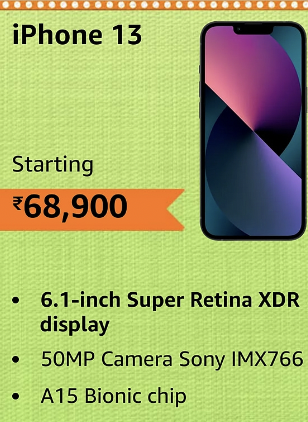 iPhone 13
Starting
₹68,900
• 6.1-inch Super Retina XDR
display
• 50MP Camera Sony IMX766
• A15 Bionic chip